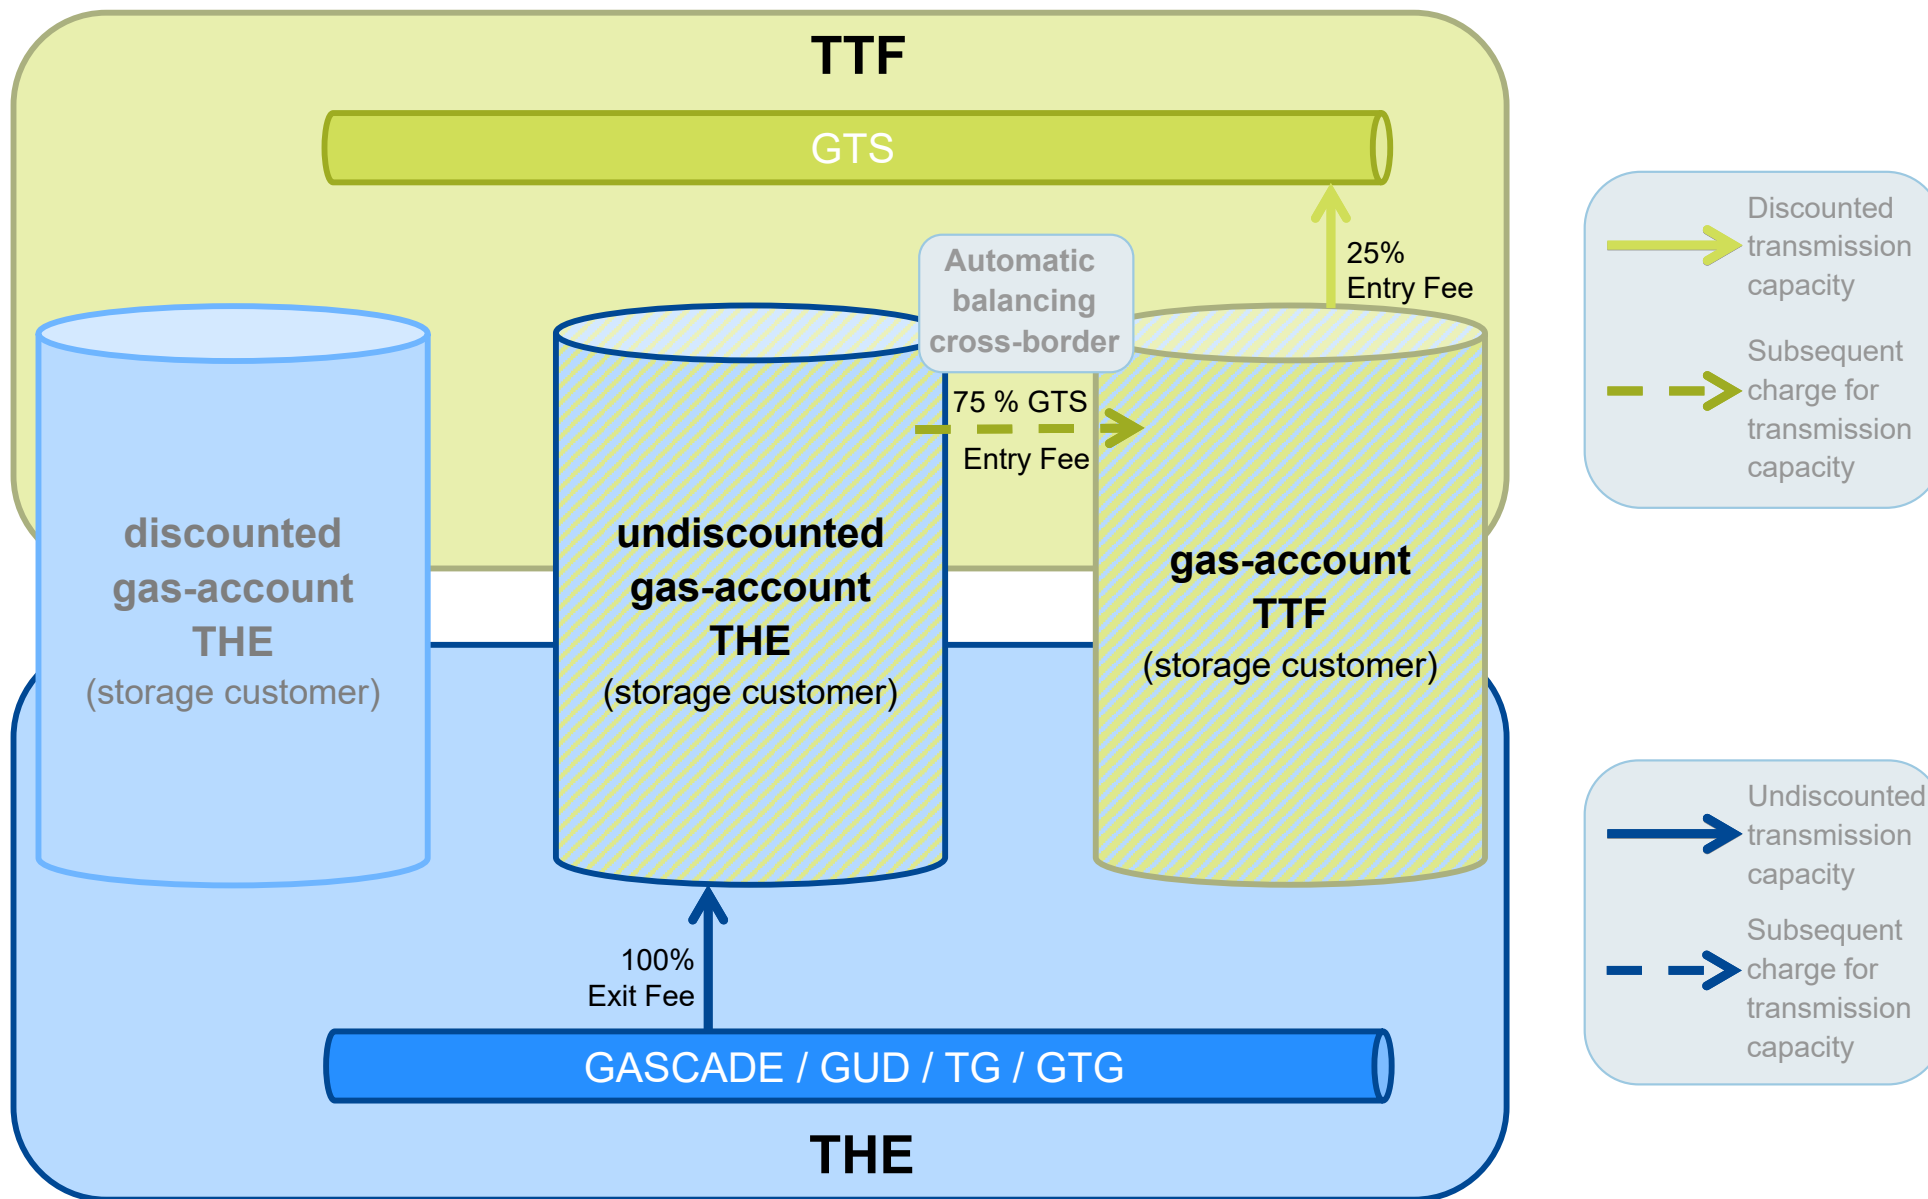 TTF
GTS
25%
Entry Fee
Automatic
balancing
cross-border
75 % GTS
Entry Fee
discounted
gas-account
THE
(storage customer)
undiscounted
gas-account
THE
(storage customer)
gas-account
TTF
(storage customer)
100%
Exit Fee
GASCADE / GUD / TG / GTG
THE
Discounted
transmission
capacity
Subsequent
charge for
transmission
capacity
Undiscounted
transmission
capacity
Subsequent
charge for
transmission
capacity